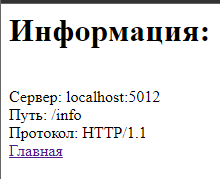 Информация:
Сервер: localhost:5012
Путь: /info
Протокол: HTTP/1.1
Главная